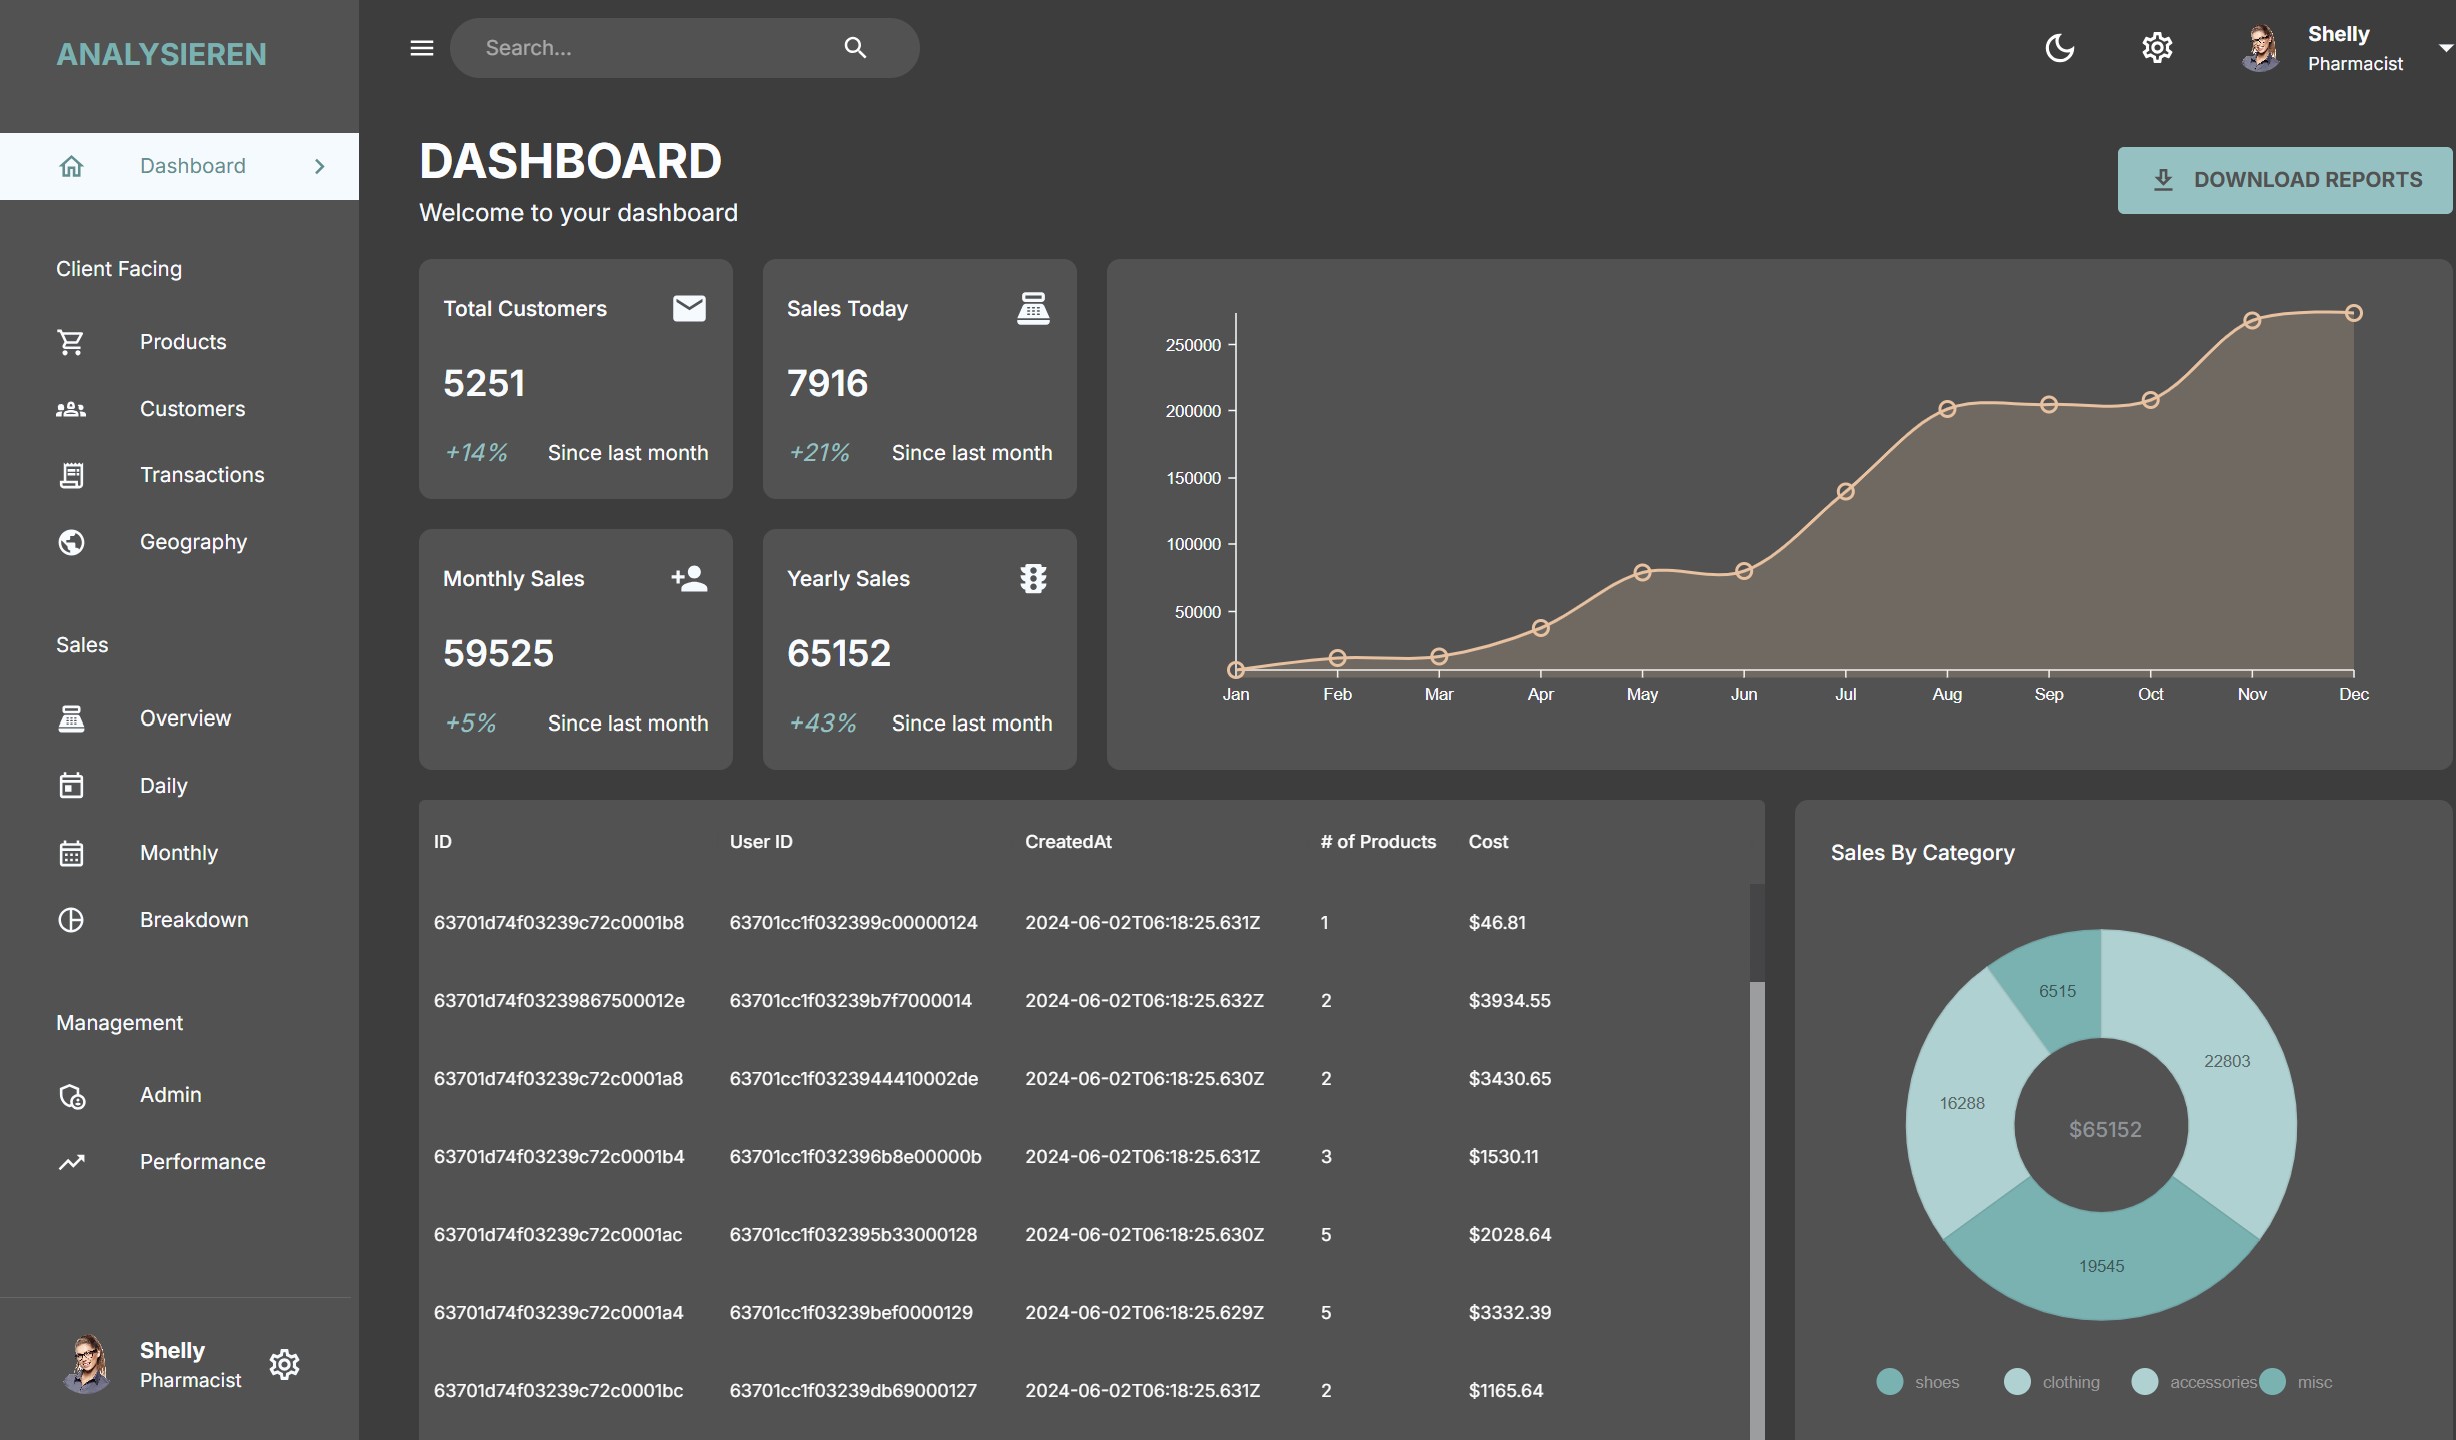 ANALYSIEREN
Search...
Shelly
Pharmacist
Dashboard
Client Facing
Products
Customers
Transactions
Geography
Sales
Overview
Daily
Monthly
Breakdown
Management
Admin
Performance
Shelly
Pharmacist
DASHBOARD
Welcome to your dashboard
DOWNLOAD REPORTS
Total Customers
5251
+14% Since last month
Sales Today
7916
+21% Since last month
Monthly Sales
59525
+5% Since last month
Yearly Sales
65152
+43% Since last month
250000
200000
150000
100000
50000
Jan Feb Mar Apr May Jun Jul Aug Sep Oct Nov Dec
ID User ID CreatedAt # of Products Cost
63701d74f03239c72c0001b8 63701cc1f032399c00000124 2024-06-02T06:18:25.631Z 1 $46.81
63701d74f03239867500012e 63701cc1f03239b7f7000014 2024-06-02T06:18:25.632Z 2 $3934.55
63701d74f03239c72c0001a8 63701cc1f0323944410002de 2024-06-02T06:18:25.630Z 2 $3430.65
63701d74f03239c72c0001b4 63701cc1f032396b8e00000b 2024-06-02T06:18:25.631Z 3 $1530.11
63701d74f03239c72c0001ac 63701cc1f032395b33000128 2024-06-02T06:18:25.630Z 5 $2028.64
63701d74f03239c72c0001a4 63701cc1f03239bef0000129 2024-06-02T06:18:25.629Z 5 $3332.39
63701d74f03239c72c0001bc 63701cc1f03239db69000127 2024-06-02T06:18:25.631Z 2 $1165.64
Sales By Category
6515
22803
16288
$65152
19545
shoes clothing accessories misc